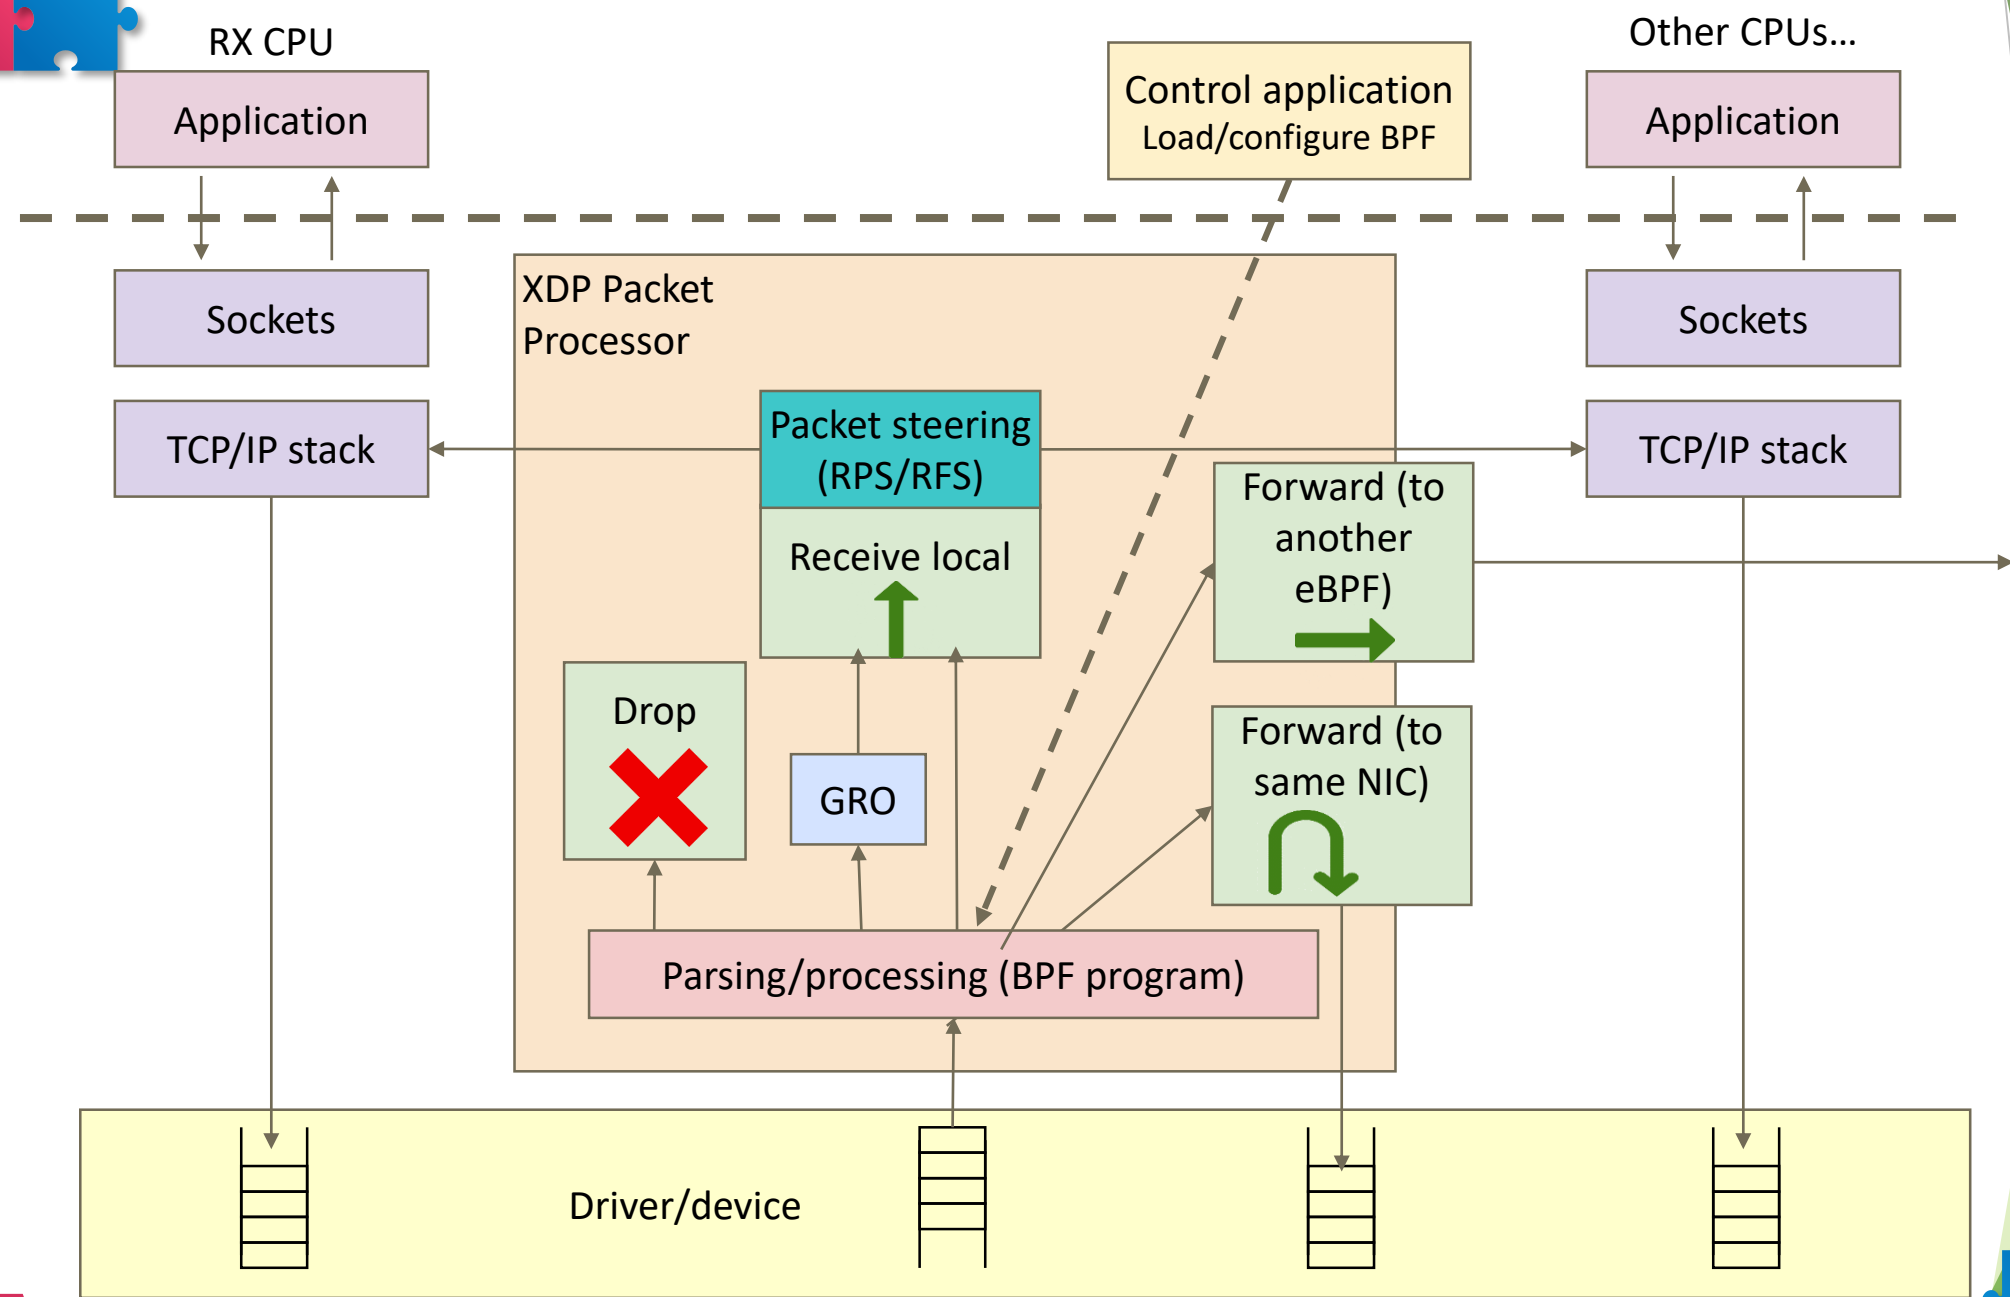 RX CPU
Other CPUs...
Application
Control application
Load/configure BPF
Application
Sockets
XDP Packet
Processor
Sockets
TCP/IP stack
Packet steering
(RPS/RFS)
TCP/IP stack
Receive local
Forward (to
another
eBPF)
Drop
GRO
Forward (to
same NIC)
Parsing/processing (BPF program)
Driver/device